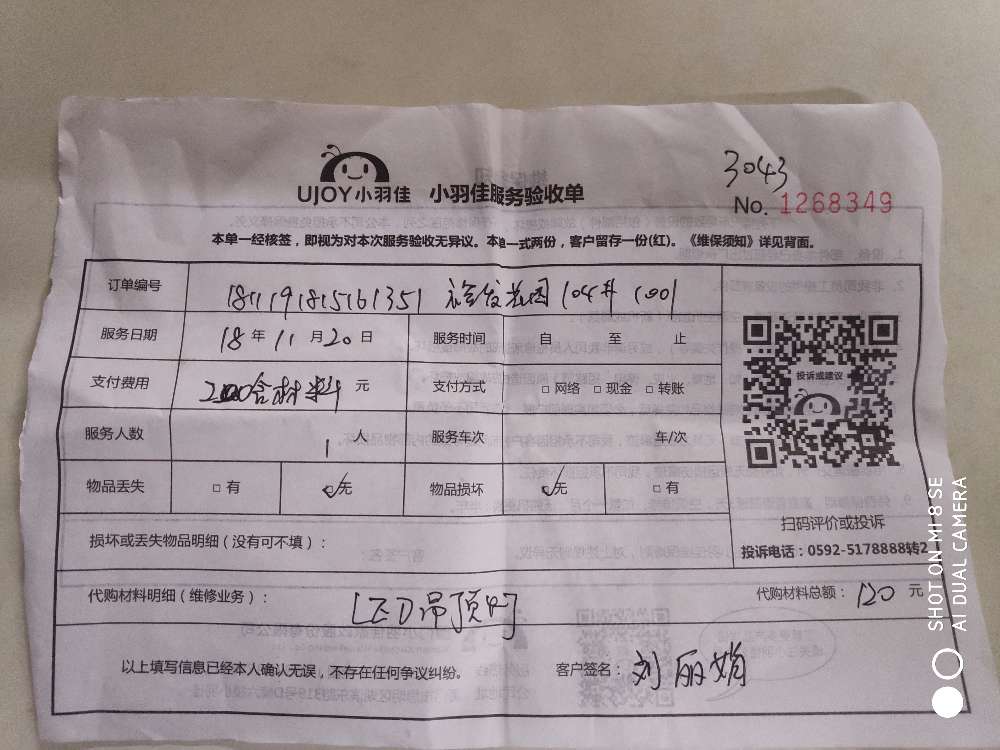 3043
UJOY小羽佳 小羽佳服务验收单
No. 1268349
本单一经核签，即视为对本次服务验收无异议。本单一式两份，客户留存一份(红)。《维保须知》详见背面。
订单编号 181119815161351 裕发花园104# 1001
服务日期 18年11月20日 服务时间 自 至 止
支付费用 200含材料 元 支付方式 □网络 □现金 □转账
投诉或建议
服务人数 1人 服务车次 车/次
物品丢失 □有 ☑无 物品损坏 ☑无 □有
扫码评价或投诉
损坏或丢失物品明细（没有可不填）：
投诉电话：0592-5178888转2
代购材料明细（维修业务）： LED吊顶灯 代购材料总额：120元
以上填写信息已经本人确认无误，不存在任何争议纠纷。 客户签名：刘丽娟
SHOT ON MI 8 SE
AI DUAL CAMERA